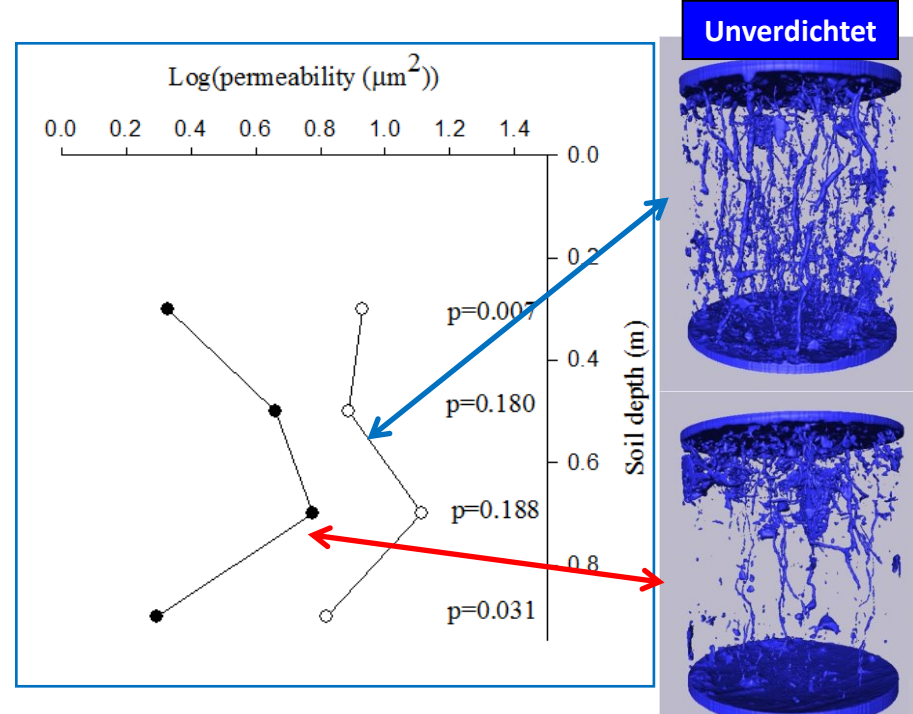 Unverdichtet
Log(permeability (μm²))
0.0 0.2 0.4 0.6 0.8 1.0 1.2 1.4
0.0
0.2
p=0.007
0.4
p=0.180
Soil depth (m)
0.6
p=0.188
0.8
p=0.031